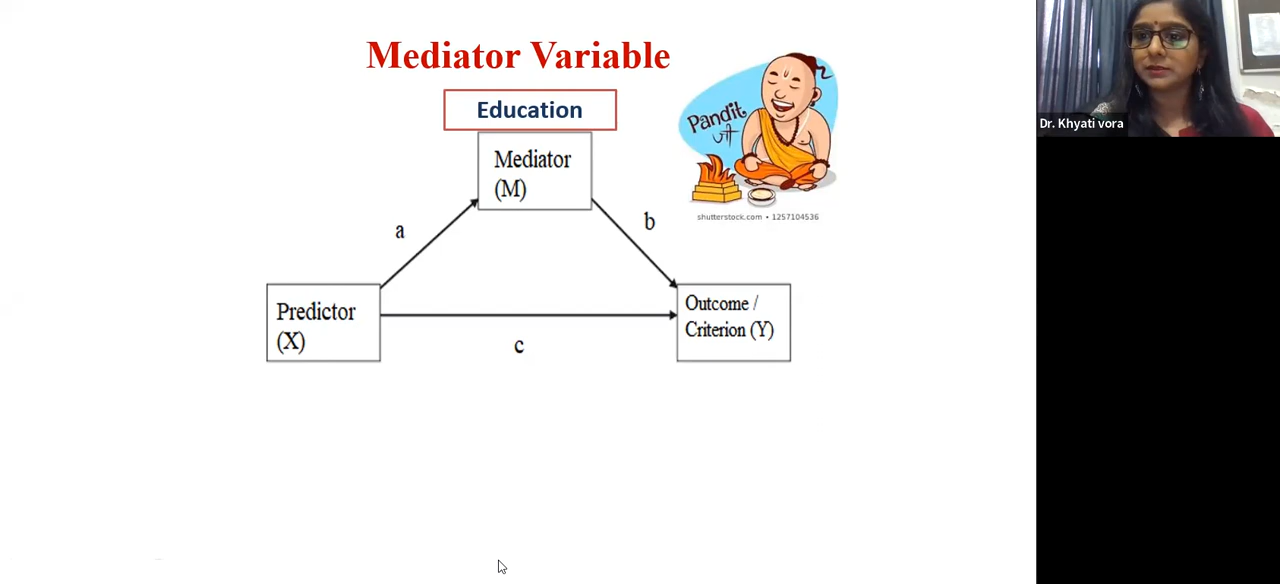 Mediator Variable
Education
Mediator
(M)
Pandit
जी
shutterstock.com • 1257104536
a
b
Predictor
(X)
Outcome /
Criterion (Y)
c
Dr. Khyati vora